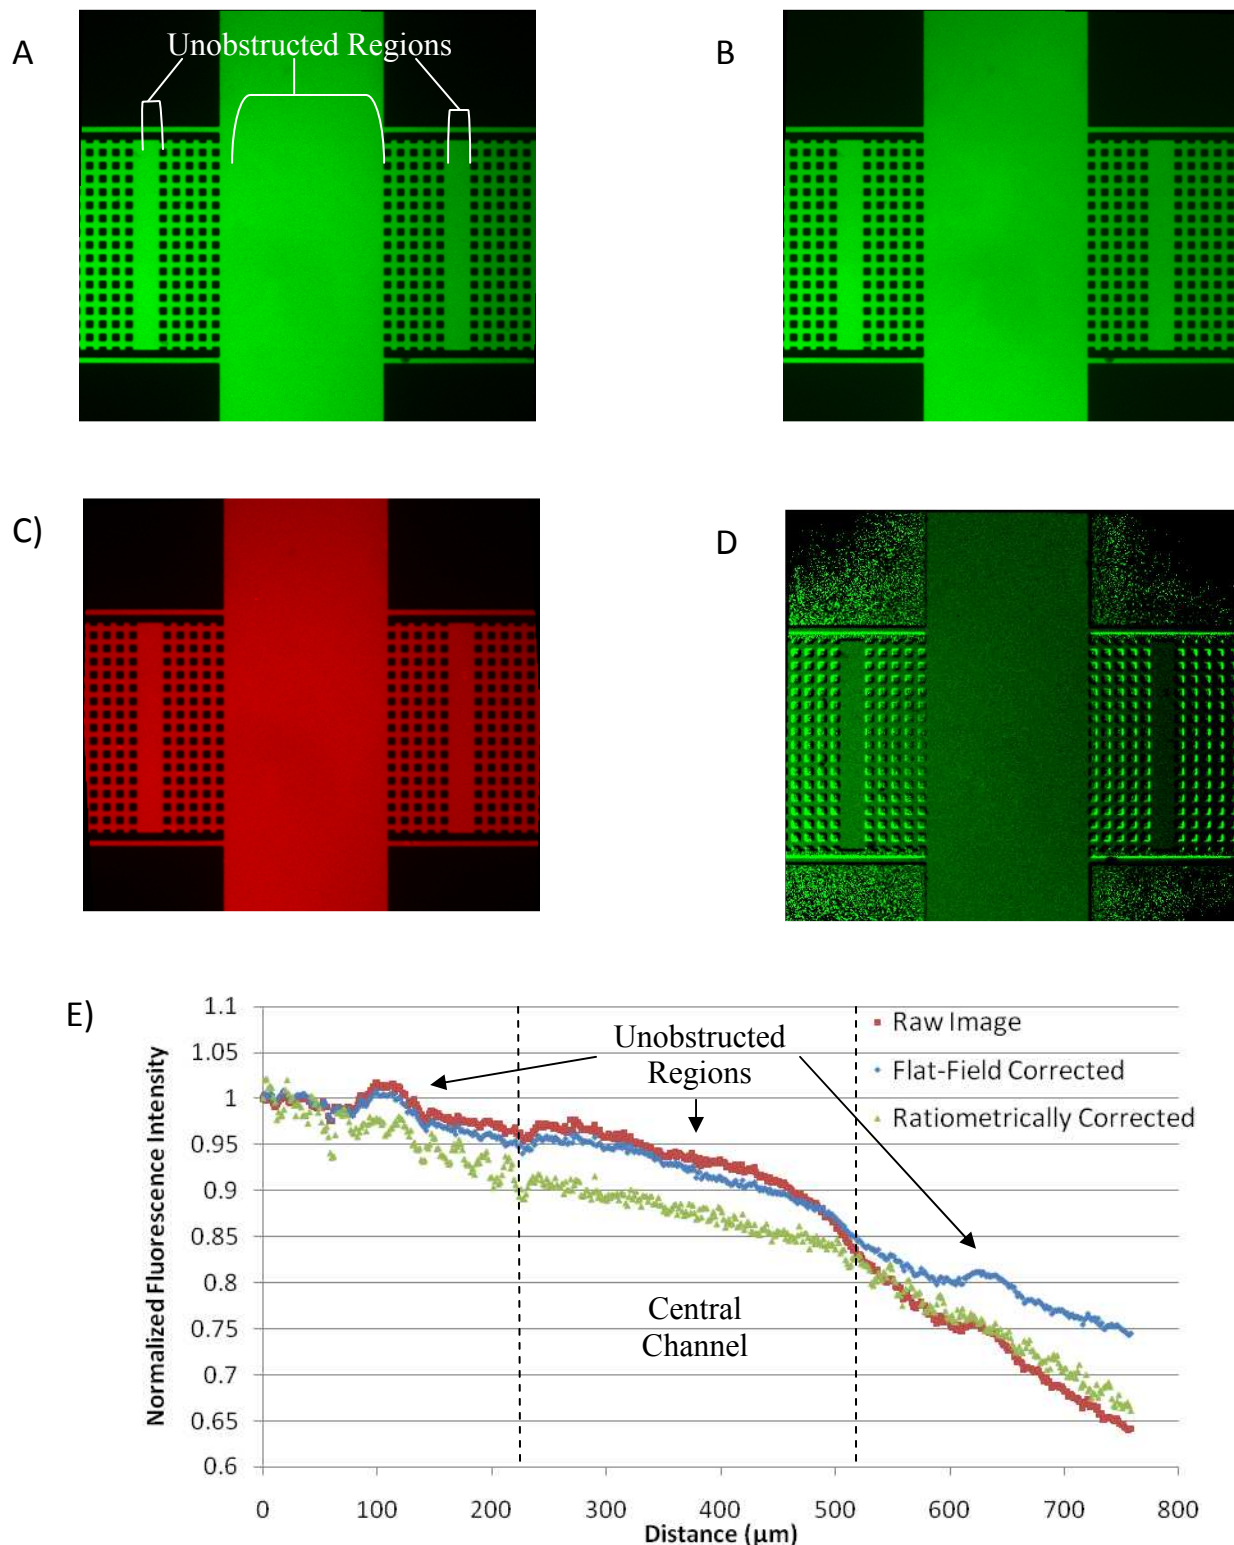 A
Unobstructed Regions
B
C)
D
E)
Normalized Fluorescence Intensity
1.1
1.05
1
0.95
0.9
0.85
0.8
0.75
0.7
0.65
0.6
Unobstructed
Regions
Raw Image
Flat-Field Corrected
Ratiometrically Corrected
Central
Channel
0
100
200
300
400
500
600
700
800
Distance (μm)